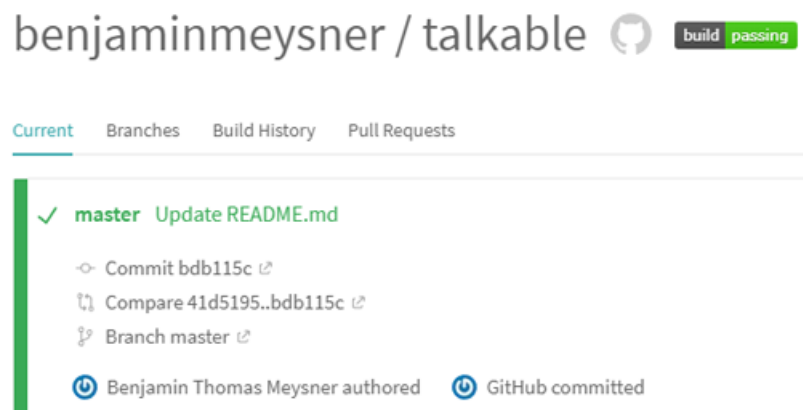 benjaminmeysner / talkable build passing
Current Branches Build History Pull Requests
master Update README.md
Commit bdb115c
Compare 41d5195..bdb115c
Branch master
Benjamin Thomas Meysner authored GitHub committed